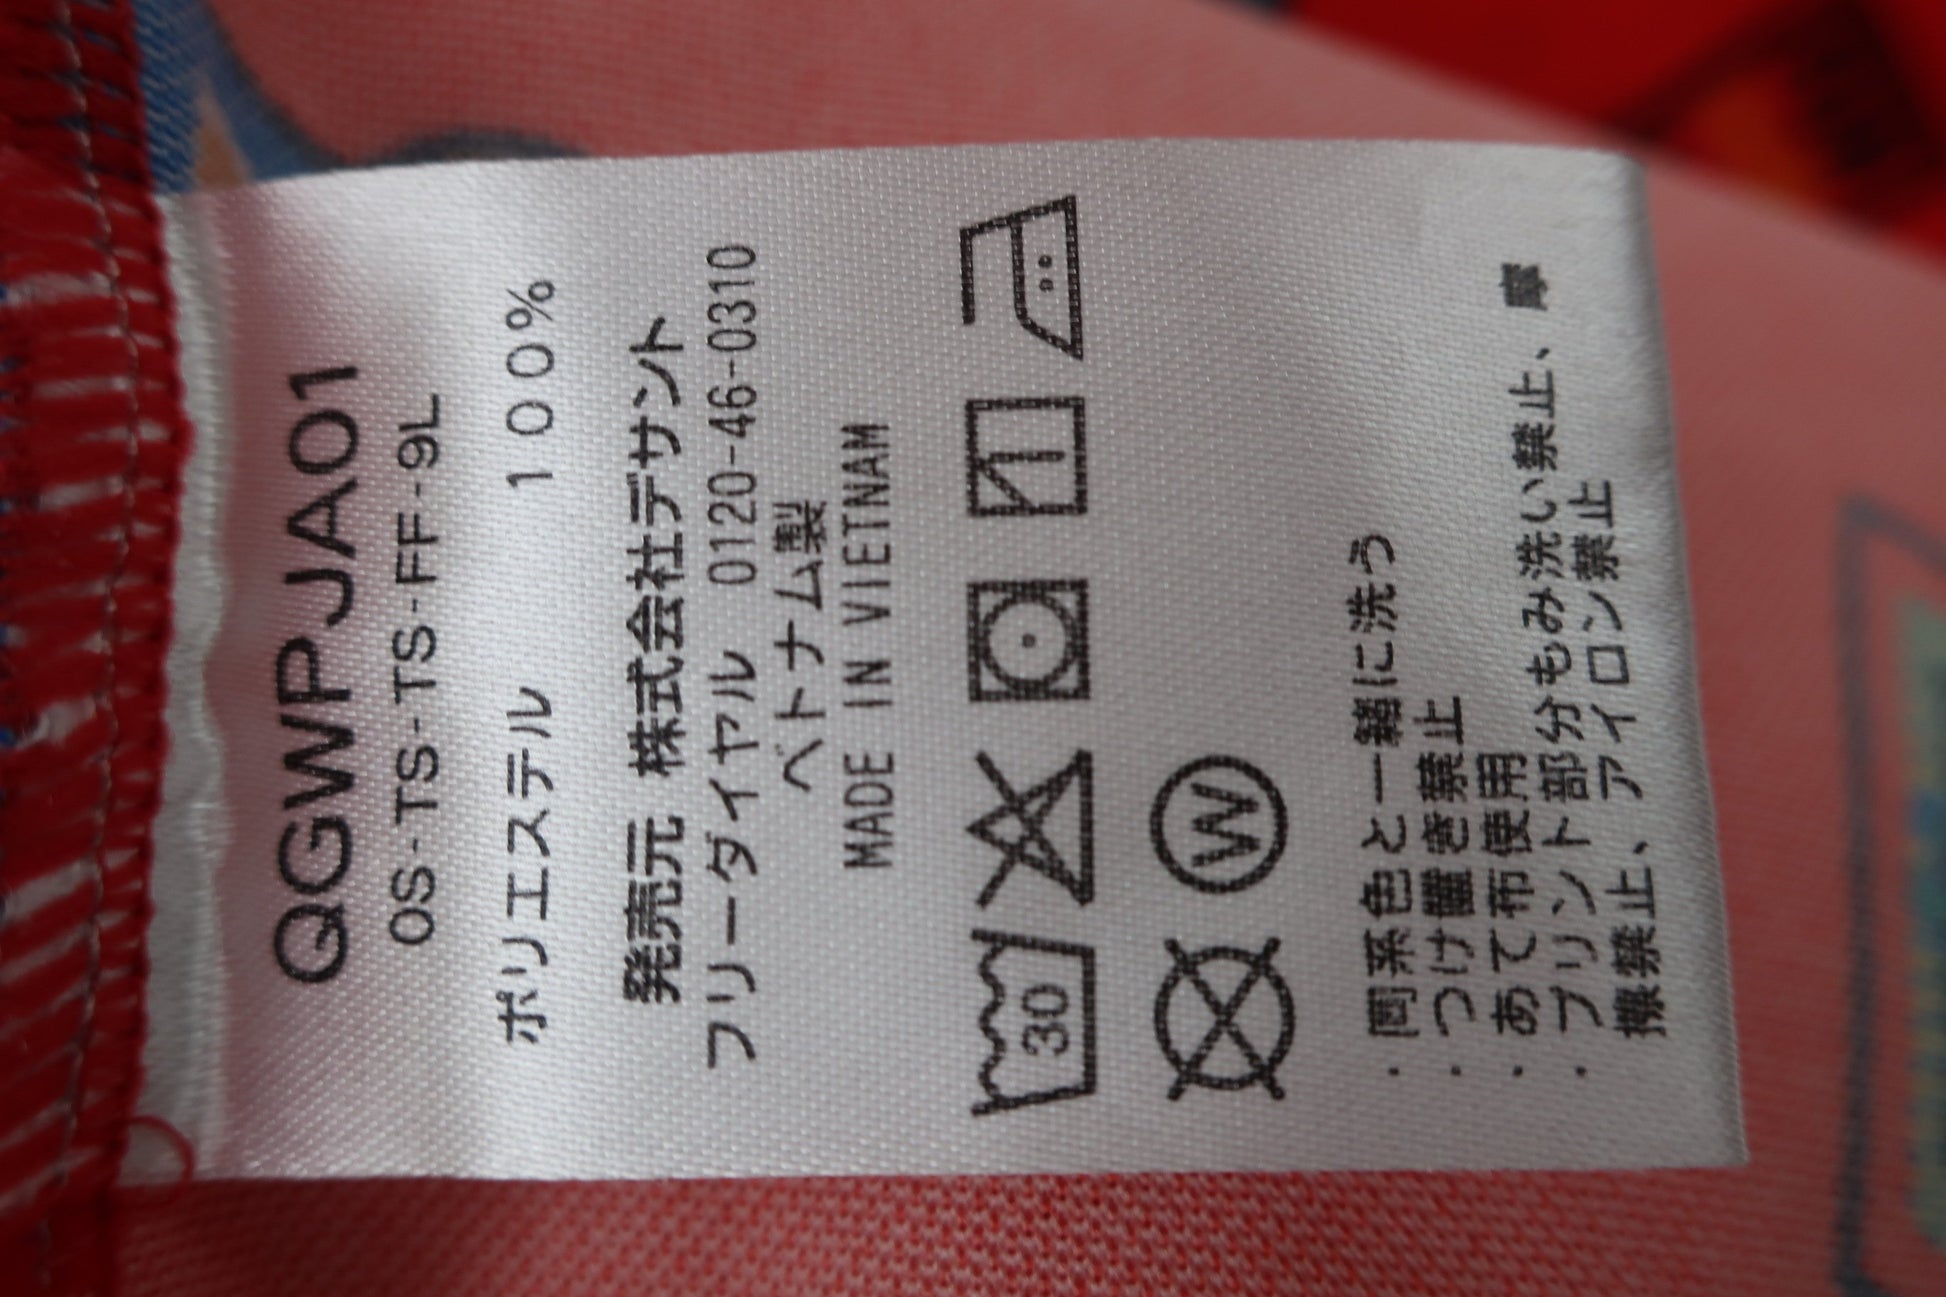 QGWPJA01
OS-TS-TS-FF-9L
ポリエステル 100%
発売元 株式会社デサント
フリーダイヤル 0120-46-0310
ベトナム製
MADE IN VIETNAM
30
W
・同系色と一緒に洗う
・つけ置き禁止
・あて布使用
・プリント部分もみ洗い禁止、摩
擦禁止、アイロン禁止